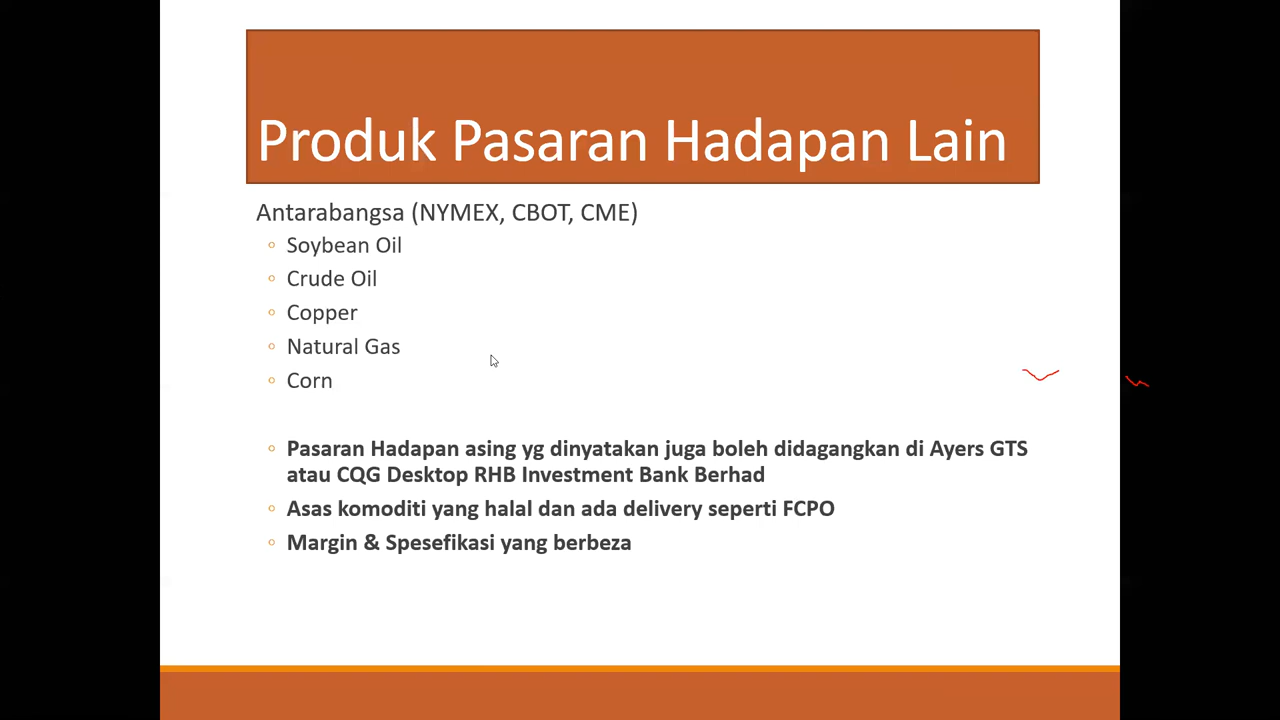 Produk Pasaran Hadapan Lain
Antarabangsa (NYMEX, CBOT, CME)
Soybean Oil
Crude Oil
Copper
Natural Gas
Corn
Pasaran Hadapan asing yg dinyatakan juga boleh didagangkan di Ayers GTS
atau CQG Desktop RHB Investment Bank Berhad
Asas komoditi yang halal dan ada delivery seperti FCPO
Margin & Spesefikasi yang berbeza